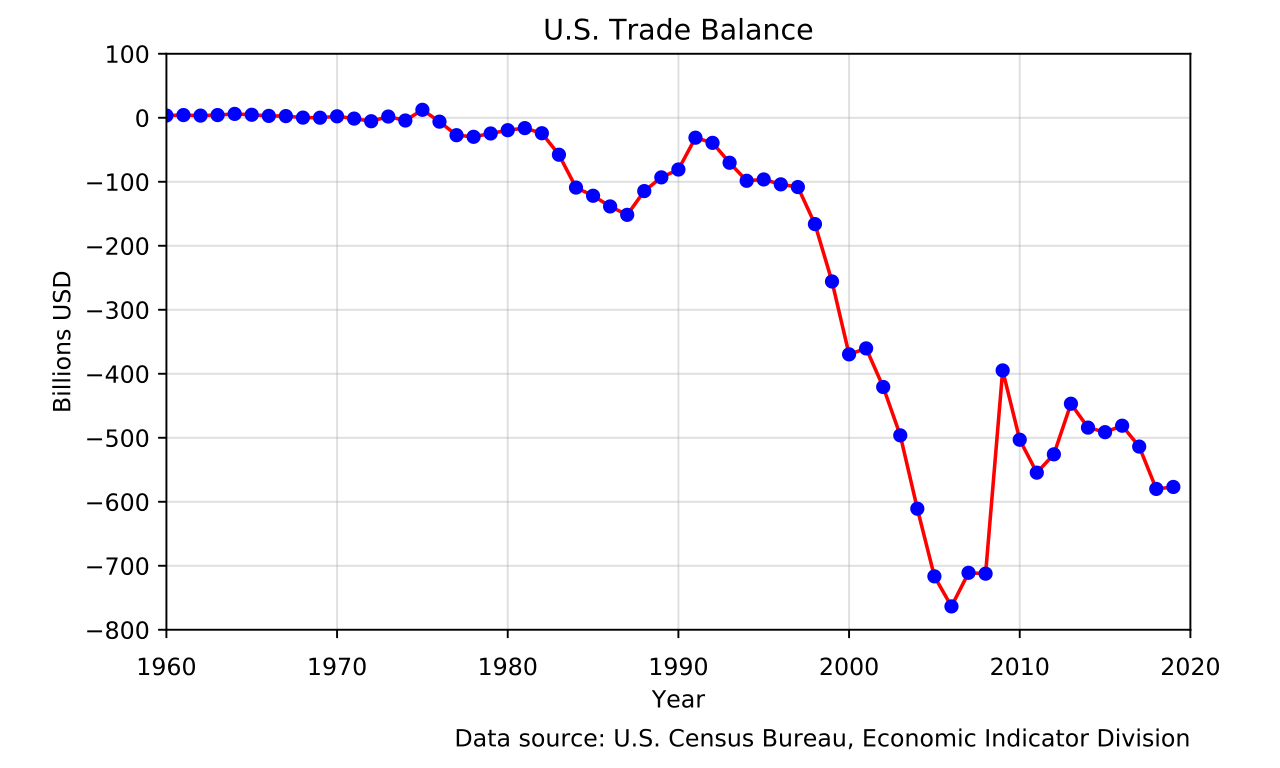 U.S. Trade Balance
100
0
−100
−200
−300
−400
−500
−600
−700
−800
Billions USD
1960 1970 1980 1990 2000 2010 2020
Year
Data source: U.S. Census Bureau, Economic Indicator Division